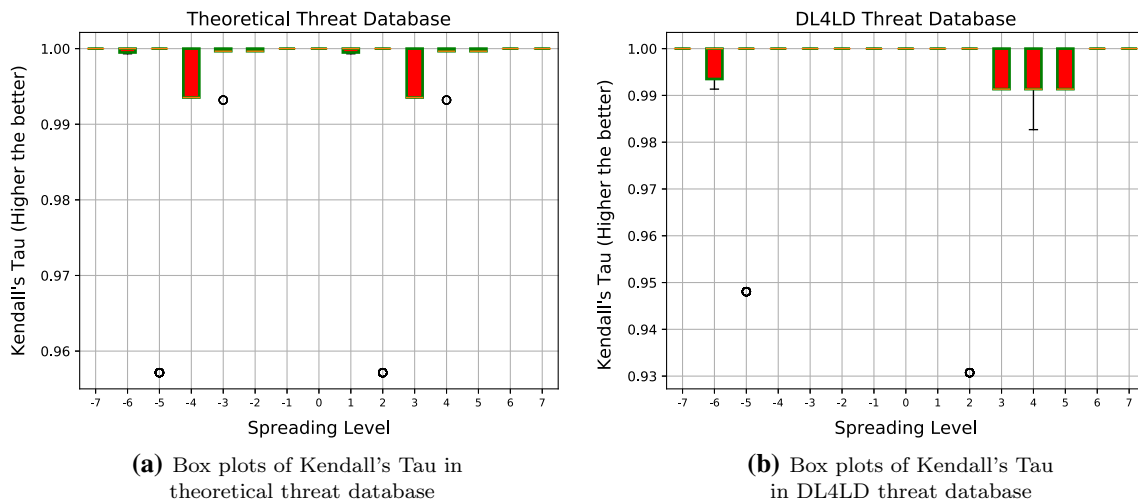 Theoretical Threat Database
Kendall's Tau (Higher the better)
1.00
0.99
0.98
0.97
0.96
-7 -6 -5 -4 -3 -2 -1 0 1 2 3 4 5 6 7
Spreading Level
(a) Box plots of Kendall's Tau in
theoretical threat database
DL4LD Threat Database
Kendall's Tau (Higher the better)
1.00
0.99
0.98
0.97
0.96
0.95
0.94
0.93
-7 -6 -5 -4 -3 -2 -1 0 1 2 3 4 5 6 7
Spreading Level
(b) Box plots of Kendall's Tau
in DL4LD threat database